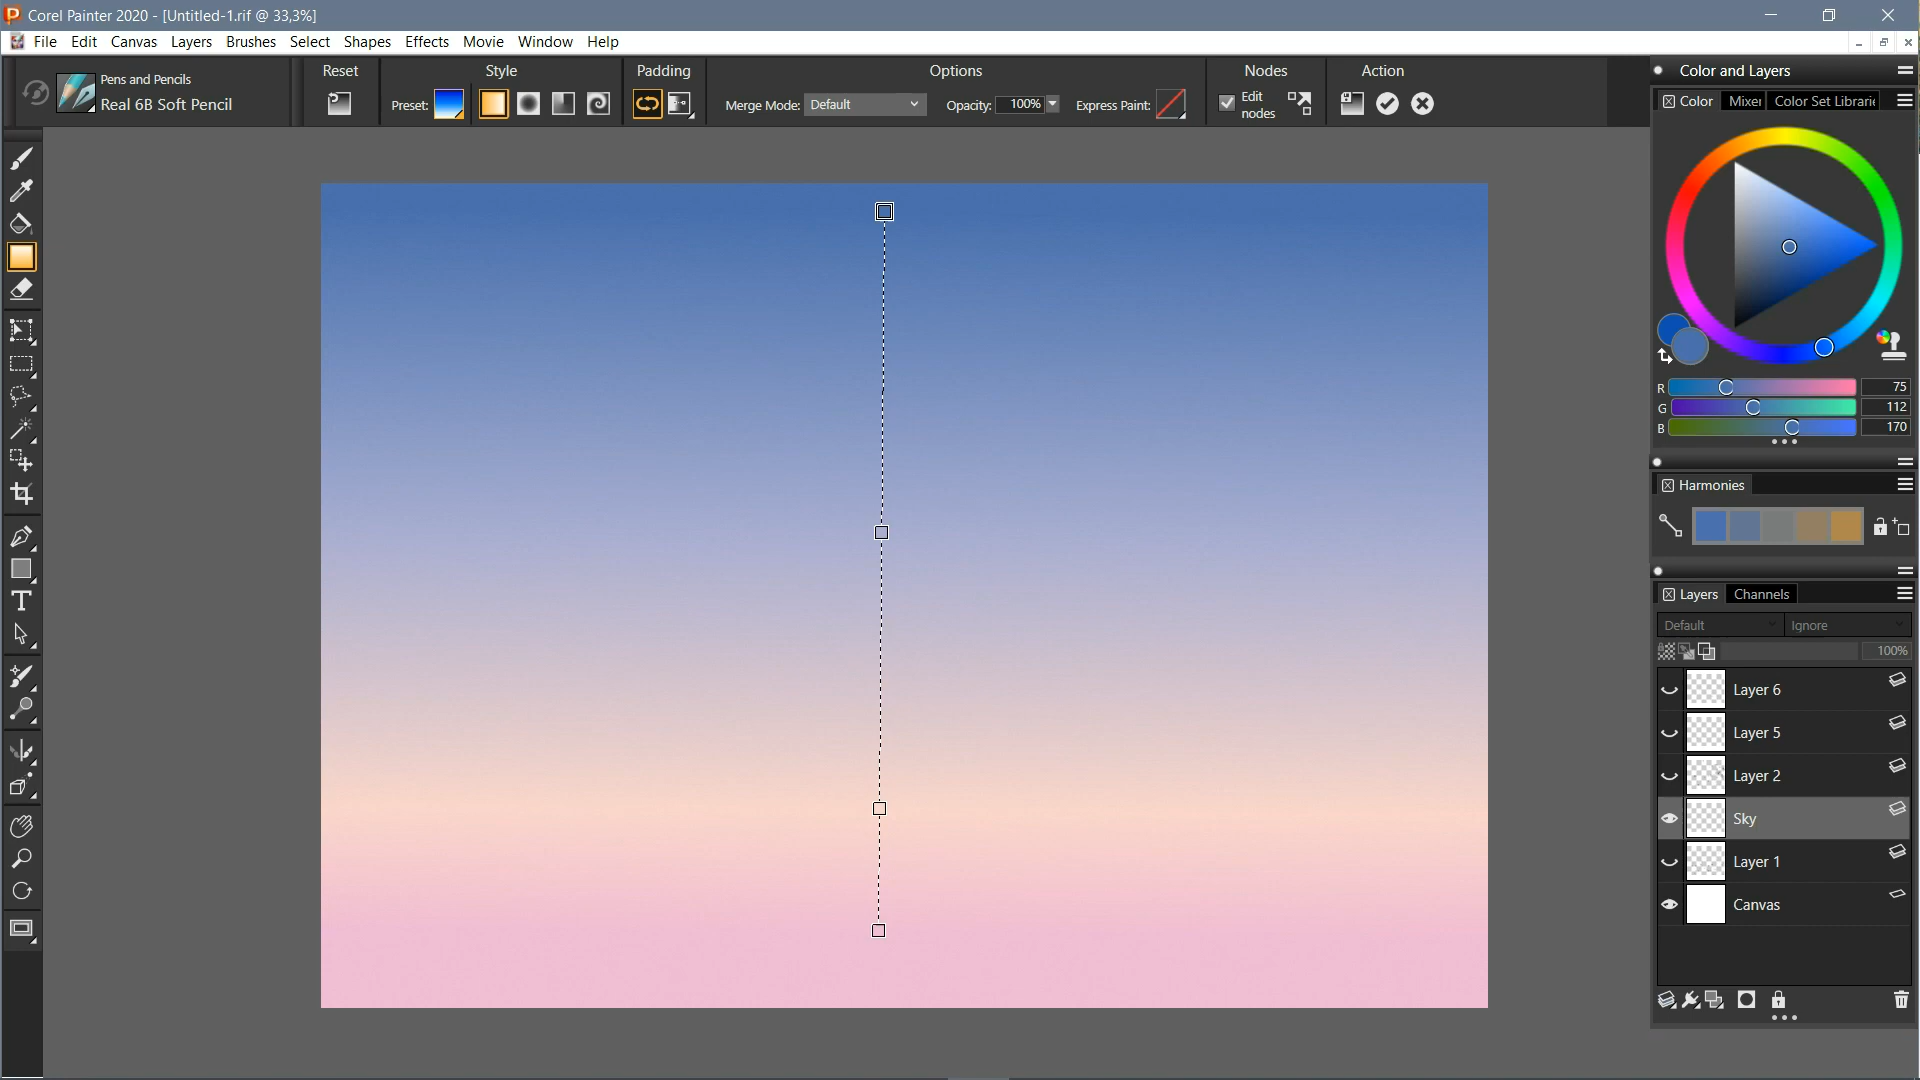 Corel Painter 2020 - [Untitled-1.rif @ 33,3%]
File Edit Canvas Layers Brushes Select Shapes Effects Movie Window Help
Pens and Pencils
Real 6B Soft Pencil
Reset
Style
Preset:
Padding
Options
Merge Mode: Default
Opacity: 100%
Express Paint:
Nodes
Edit
nodes
Action
Color and Layers
Color Mixer Color Set Librarie
R 75
G 112
B 170
Harmonies
Layers Channels
Default Ignore
100%
Layer 6
Layer 5
Layer 2
Sky
Layer 1
Canvas
T